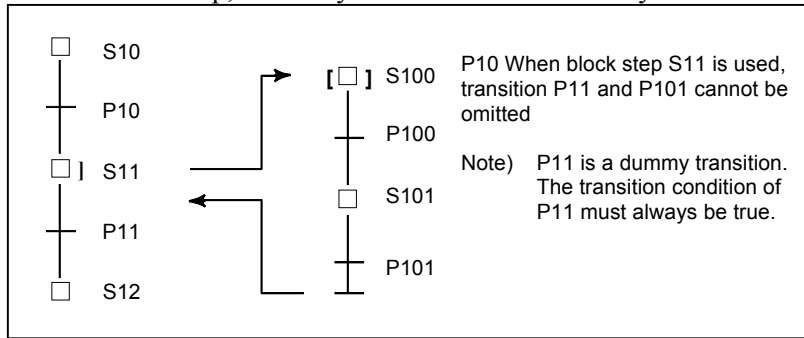 S10
P10
] S11
P11
S12
[ ] S100
P100
S101
P101
P10 When block step S11 is used,
transition P11 and P101 cannot be
omitted
Note) P11 is a dummy transition.
The transition condition of
P11 must always be true.